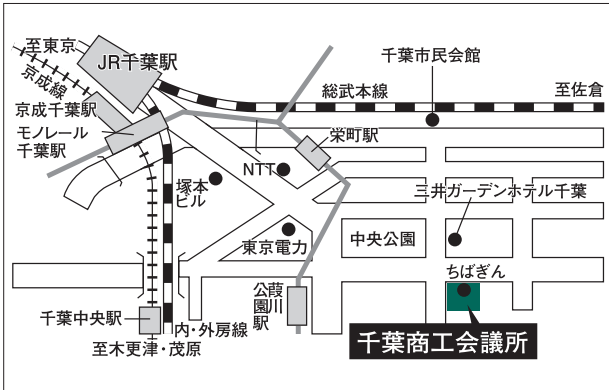 至東京
JR千葉駅
京成線
京成千葉駅
モノレール
千葉駅
千葉市民会館
総武本線
至佐倉
栄町駅
NTT
塚本
ビル
三井ガーデンホテル千葉
東京電力
中央公園
ちばぎん
葭川
公園駅
千葉中央駅
内・外房線
至木更津・茂原
千葉商工会議所